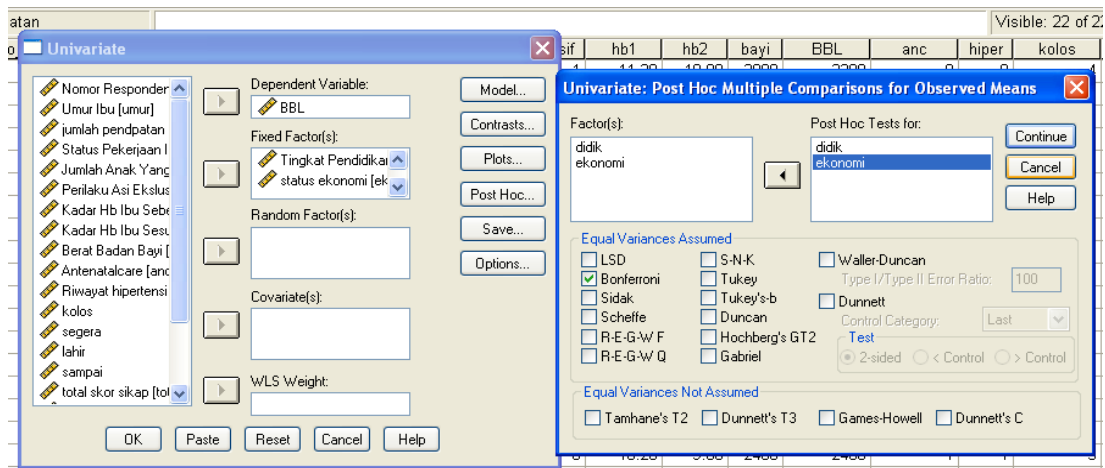 atan
Visible: 22 of 22
sif hb1 hb2 bayi BBL anc hiper kolos
Univariate
Nomor Responden
Umur Ibu [umur]
jumlah pendpatan
Status Pekerjaan I
Jumlah Anak Yang
Perilaku Asi Ekslus
Kadar Hb Ibu Sebe
Kadar Hb Ibu Sesu
Berat Badan Bayi [
Antenatalcare [anc
Riwayat hipertensi
kolos
segera
lahir
sampai
total skor sikap [tot
Dependent Variable:
BBL
Fixed Factor(s):
Tingkat Pendidikan
status ekonomi [ek
Random Factor(s):
Covariate(s):
WLS Weight:
Model...
Contrasts...
Plots...
Post Hoc...
Save...
Options...
OK Paste Reset Cancel Help
Univariate: Post Hoc Multiple Comparisons for Observed Means
Factor(s):
didik
ekonomi
Post Hoc Tests for:
didik
ekonomi
Continue
Cancel
Help
Equal Variances Assumed
LSD S-N-K Waller-Duncan
Bonferroni Tukey Type I/Type II Error Ratio: 100
Sidak Tukey's-b Dunnett
Scheffe Duncan Control Category: Last
R-E-G-W F Hochberg's GT2 Test
R-E-G-W Q Gabriel 2-sided < Control > Control
Equal Variances Not Assumed
Tamhane's T2 Dunnett's T3 Games-Howell Dunnett's C